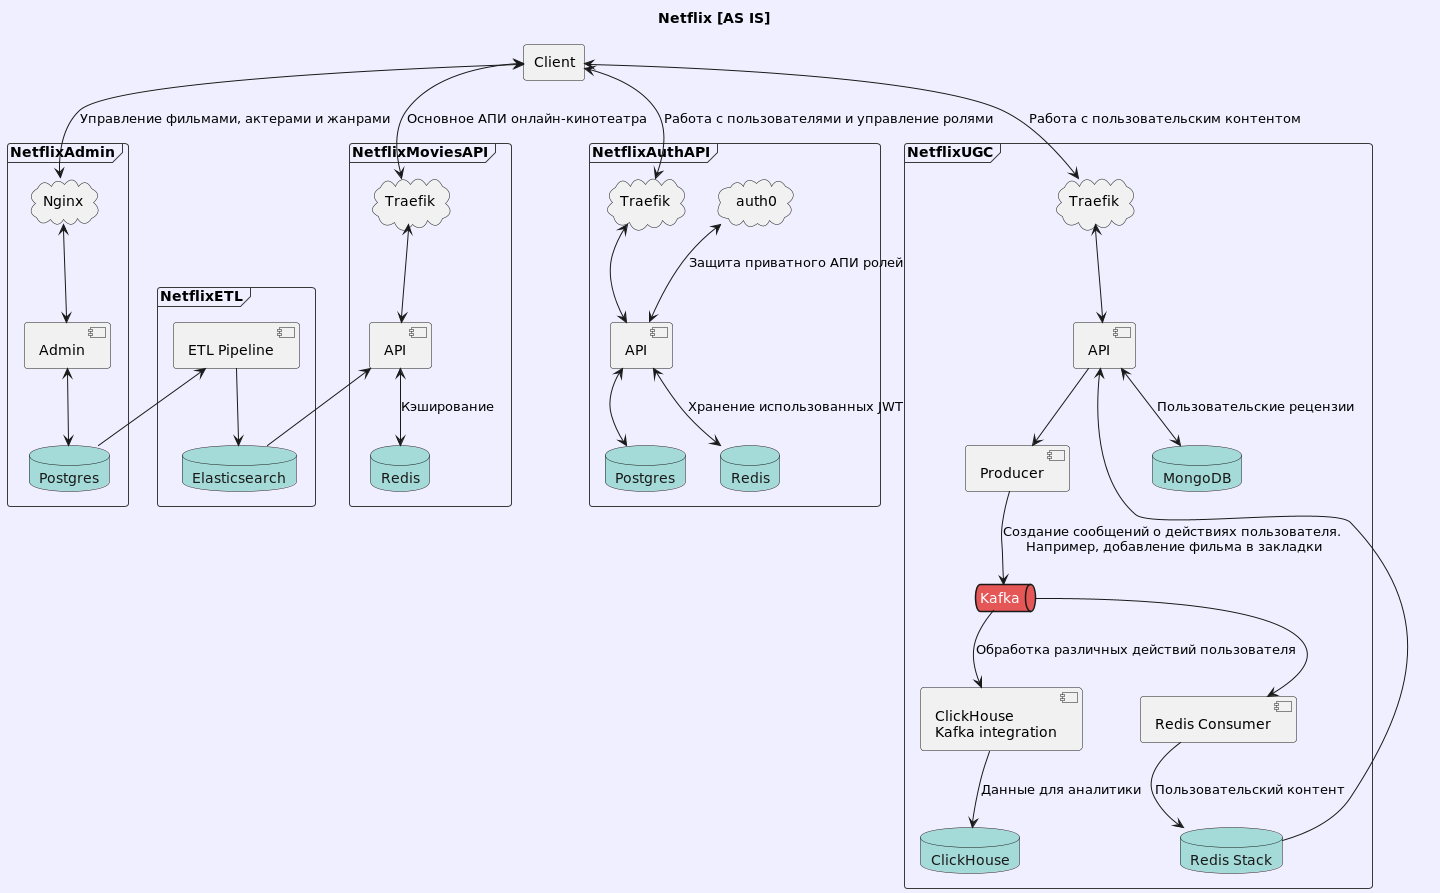 Netflix [AS IS]
Client
Управление фильмами, актерами и жанрами
Основное АПИ онлайн-кинотеатра
Работа с пользователями и управление ролями
Работа с пользовательским контентом
NetflixAdmin
NetflixMoviesAPI
NetflixAuthAPI
NetflixUGC
Nginx
Traefik
Traefik
auth0
Traefik
Защита приватного АПИ ролей
NetflixETL
Admin
ETL Pipeline
API
API
API
Кэширование
Хранение использованных JWT
Пользовательские рецензии
Postgres
Elasticsearch
Redis
Postgres
Redis
Producer
MongoDB
Создание сообщений о действиях пользователя.
Например, добавление фильма в закладки
Kafka
Обработка различных действий пользователя
ClickHouse
Kafka integration
Redis Consumer
Данные для аналитики
Пользовательский контент
ClickHouse
Redis Stack